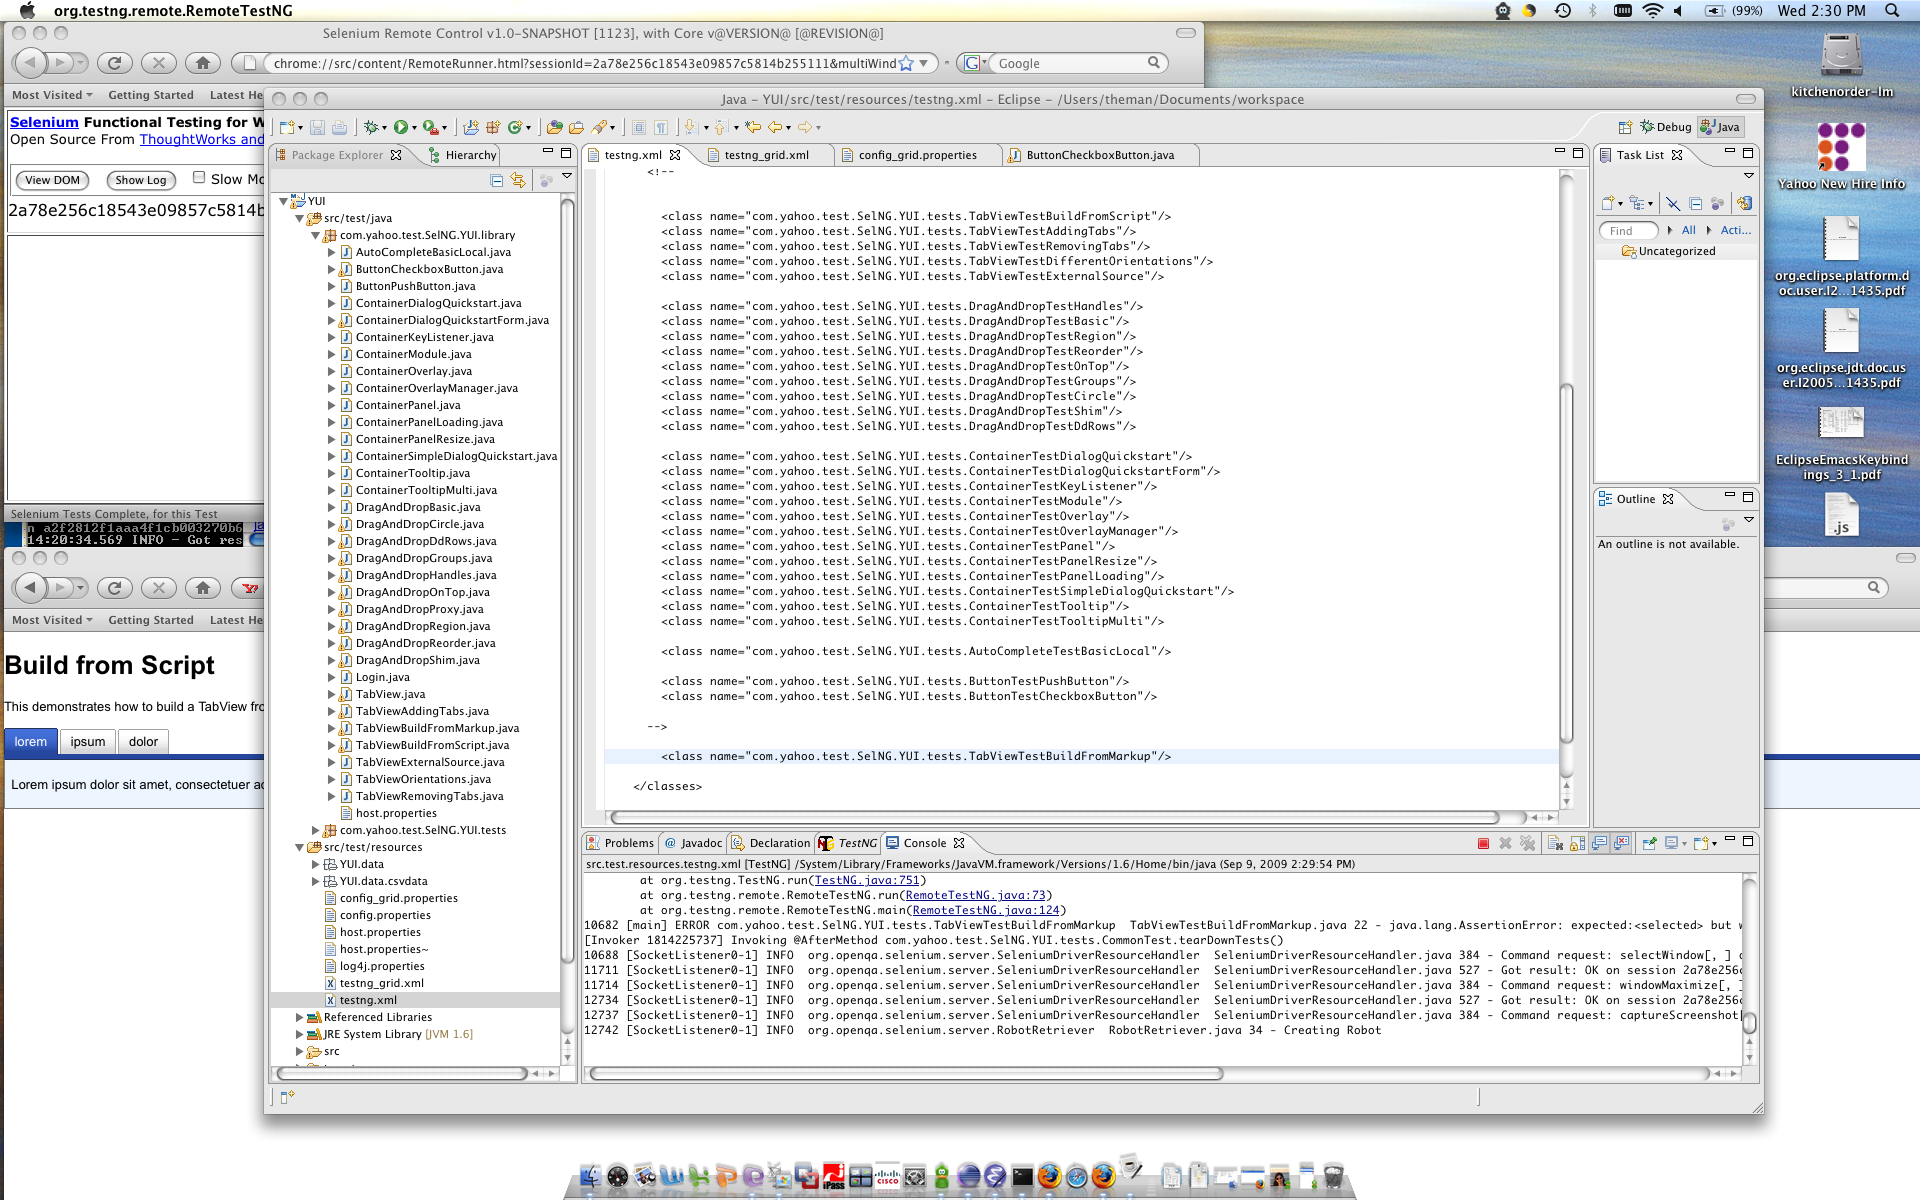 org.testng.remote.RemoteTestNG
(99%) Wed 2:30 PM
Selenium Remote Control v1.0-SNAPSHOT [1123], with Core v@VERSION@ [@REVISION@]
chrome://src/content/RemoteRunner.html?sessionId=2a78e256c18543e09857c5814b255111&multiWind
Google
Most Visited Getting Started Latest He
Selenium Functional Testing for W
Open Source From ThoughtWorks and
View DOM Show Log Slow Mo
2a78e256c18543e09857c5814b
Selenium Tests Complete, for this Test
n a2f2812f1aaa4f1cb003270b6
14:20:34.569 INFO - Got res
Most Visited Getting Started Latest He
Build from Script
This demonstrates how to build a TabView fro
lorem ipsum dolor
Lorem ipsum dolor sit amet, consectetuer ad
Java – YUI/src/test/resources/testng.xml – Eclipse – /Users/theman/Documents/workspace
Debug Java
Package Explorer Hierarchy
YUI
src/test/java
com.yahoo.test.SelNG.YUI.library
AutoCompleteBasicLocal.java
ButtonCheckboxButton.java
ButtonPushButton.java
ContainerDialogQuickstart.java
ContainerDialogQuickstartForm.java
ContainerKeyListener.java
ContainerModule.java
ContainerOverlay.java
ContainerOverlayManager.java
ContainerPanel.java
ContainerPanelLoading.java
ContainerPanelResize.java
ContainerSimpleDialogQuickstart.java
ContainerTooltip.java
ContainerTooltipMulti.java
DragAndDropBasic.java
DragAndDropCircle.java
DragAndDropDdRows.java
DragAndDropGroups.java
DragAndDropHandles.java
DragAndDropOnTop.java
DragAndDropProxy.java
DragAndDropRegion.java
DragAndDropReorder.java
DragAndDropShim.java
Login.java
TabView.java
TabViewAddingTabs.java
TabViewBuildFromMarkup.java
TabViewBuildFromScript.java
TabViewExternalSource.java
TabViewOrientations.java
TabViewRemovingTabs.java
host.properties
com.yahoo.test.SelNG.YUI.tests
src/test/resources
YUI.data
YUI.data.csvdata
config_grid.properties
config.properties
host.properties
host.properties~
log4j.properties
testng_grid.xml
testng.xml
Referenced Libraries
JRE System Library [JVM 1.6]
src
testng.xml testng_grid.xml config_grid.properties ButtonCheckboxButton.java
<!--
<class name="com.yahoo.test.SelNG.YUI.tests.TabViewTestBuildFromScript"/>
<class name="com.yahoo.test.SelNG.YUI.tests.TabViewTestAddingTabs"/>
<class name="com.yahoo.test.SelNG.YUI.tests.TabViewTestRemovingTabs"/>
<class name="com.yahoo.test.SelNG.YUI.tests.TabViewTestDifferentOrientations"/>
<class name="com.yahoo.test.SelNG.YUI.tests.TabViewTestExternalSource"/>
<class name="com.yahoo.test.SelNG.YUI.tests.DragAndDropTestHandles"/>
<class name="com.yahoo.test.SelNG.YUI.tests.DragAndDropTestBasic"/>
<class name="com.yahoo.test.SelNG.YUI.tests.DragAndDropTestRegion"/>
<class name="com.yahoo.test.SelNG.YUI.tests.DragAndDropTestReorder"/>
<class name="com.yahoo.test.SelNG.YUI.tests.DragAndDropTestOnTop"/>
<class name="com.yahoo.test.SelNG.YUI.tests.DragAndDropTestGroups"/>
<class name="com.yahoo.test.SelNG.YUI.tests.DragAndDropTestCircle"/>
<class name="com.yahoo.test.SelNG.YUI.tests.DragAndDropTestShim"/>
<class name="com.yahoo.test.SelNG.YUI.tests.DragAndDropTestDdRows"/>
<class name="com.yahoo.test.SelNG.YUI.tests.ContainerTestDialogQuickstart"/>
<class name="com.yahoo.test.SelNG.YUI.tests.ContainerTestDialogQuickstartForm"/>
<class name="com.yahoo.test.SelNG.YUI.tests.ContainerTestKeyListener"/>
<class name="com.yahoo.test.SelNG.YUI.tests.ContainerTestModule"/>
<class name="com.yahoo.test.SelNG.YUI.tests.ContainerTestOverlay"/>
<class name="com.yahoo.test.SelNG.YUI.tests.ContainerTestOverlayManager"/>
<class name="com.yahoo.test.SelNG.YUI.tests.ContainerTestPanel"/>
<class name="com.yahoo.test.SelNG.YUI.tests.ContainerTestPanelResize"/>
<class name="com.yahoo.test.SelNG.YUI.tests.ContainerTestPanelLoading"/>
<class name="com.yahoo.test.SelNG.YUI.tests.ContainerTestSimpleDialogQuickstart"/>
<class name="com.yahoo.test.SelNG.YUI.tests.ContainerTestTooltip"/>
<class name="com.yahoo.test.SelNG.YUI.tests.ContainerTestTooltipMulti"/>
<class name="com.yahoo.test.SelNG.YUI.tests.AutoCompleteTestBasicLocal"/>
<class name="com.yahoo.test.SelNG.YUI.tests.ButtonTestPushButton"/>
<class name="com.yahoo.test.SelNG.YUI.tests.ButtonTestCheckboxButton"/>
-->
<class name="com.yahoo.test.SelNG.YUI.tests.TabViewTestBuildFromMarkup"/>
</classes>
Problems Javadoc Declaration TestNG Console
src.test.resources.testng.xml [TestNG] /System/Library/Frameworks/JavaVM.framework/Versions/1.6/Home/bin/java (Sep 9, 2009 2:29:54 PM)
at org.testng.TestNG.run(TestNG.java:751)
at org.testng.remote.RemoteTestNG.run(RemoteTestNG.java:73)
at org.testng.remote.RemoteTestNG.main(RemoteTestNG.java:124)
10682 [main] ERROR com.yahoo.test.SelNG.YUI.tests.TabViewTestBuildFromMarkup TabViewTestBuildFromMarkup.java 22 - java.lang.AssertionError: expected:<selected> but w
[Invoker 1814225737] Invoking @AfterMethod com.yahoo.test.SelNG.YUI.tests.CommonTest.tearDownTests()
10688 [SocketListener0-1] INFO org.openqa.selenium.server.SeleniumDriverResourceHandler SeleniumDriverResourceHandler.java 384 - Command request: selectWindow[, ] o
11711 [SocketListener0-1] INFO org.openqa.selenium.server.SeleniumDriverResourceHandler SeleniumDriverResourceHandler.java 527 - Got result: OK on session 2a78e256c
11714 [SocketListener0-1] INFO org.openqa.selenium.server.SeleniumDriverResourceHandler SeleniumDriverResourceHandler.java 384 - Command request: windowMaximize[, ]
12734 [SocketListener0-1] INFO org.openqa.selenium.server.SeleniumDriverResourceHandler SeleniumDriverResourceHandler.java 527 - Got result: OK on session 2a78e256c
12737 [SocketListener0-1] INFO org.openqa.selenium.server.SeleniumDriverResourceHandler SeleniumDriverResourceHandler.java 384 - Command request: captureScreenshot[
12742 [SocketListener0-1] INFO org.openqa.selenium.server.RobotRetriever RobotRetriever.java 34 - Creating Robot
Task List
Find All Acti...
Uncategorized
Outline
An outline is not available.
kitchenorder-lm
Yahoo New Hire Info
org.eclipse.platform.d
oc.user.I2...1435.pdf
org.eclipse.jdt.doc.us
er.I2005...1435.pdf
EclipseEmacsKeybind
ings_3_1.pdf
.js
iPass
CISCO